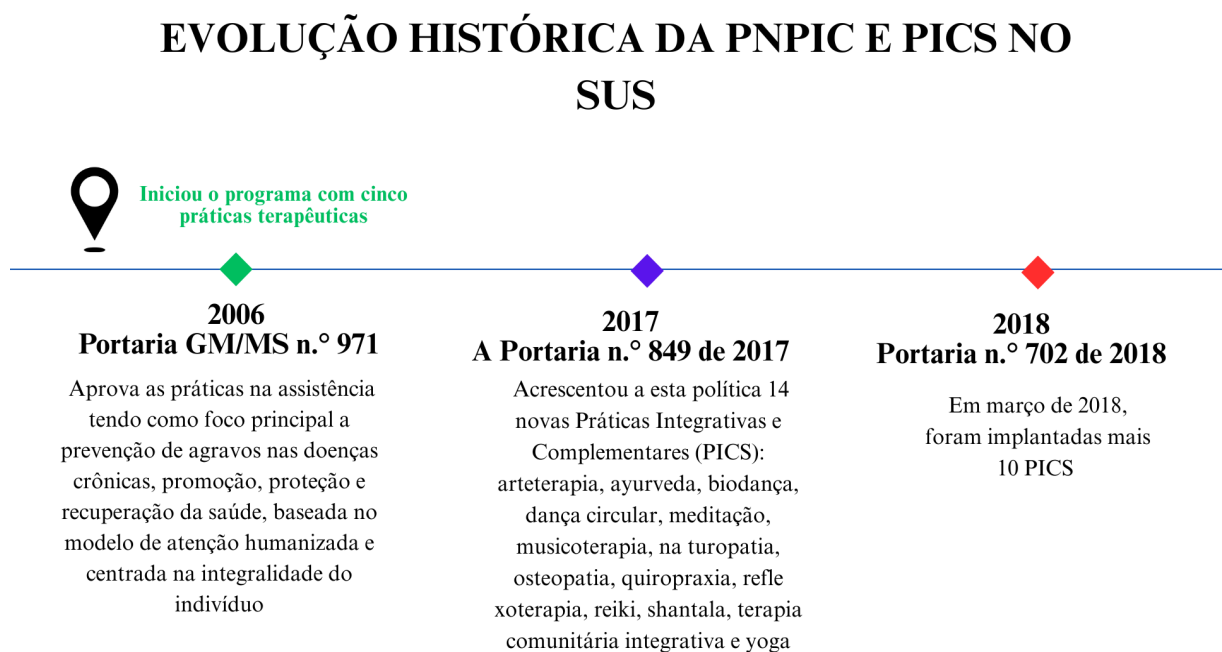 EVOLUÇÃO HISTÓRICA DA PNPIC E PICS NO
SUS
Iniciou o programa com cinco
práticas terapêuticas
2006
Portaria GM/MS n.° 971
Aprova as práticas na assistência
tendo como foco principal a
prevenção de agravos nas doenças
crônicas, promoção, proteção e
recuperação da saúde, baseada no
modelo de atenção humanizada e
centrada na integralidade do
indivíduo
2017
A Portaria n.° 849 de 2017
Acrescentou a esta política 14
novas Práticas Integrativas e
Complementares (PICS):
arteterapia, ayurveda, biodança,
dança circular, meditação,
musicoterapia, na turopatia,
osteopatia, quiropraxia, refle
xoterapia, reiki, shantala, terapia
comunitária integrativa e yoga
2018
Portaria n.° 702 de 2018
Em março de 2018,
foram implantadas mais
10 PICS